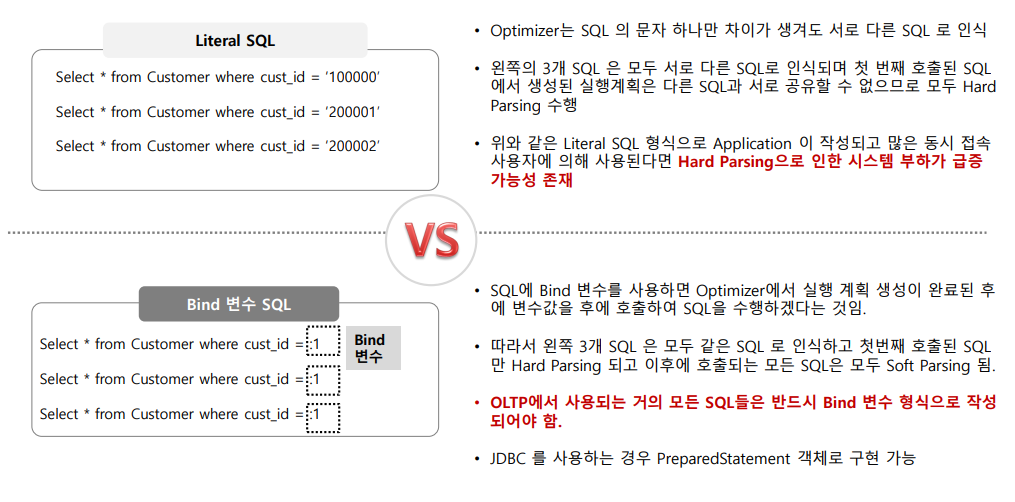 Literal SQL
Select * from Customer where cust_id = '100000'
Select * from Customer where cust_id = '200001'
Select * from Customer where cust_id = '200002'
• Optimizer는 SQL 의 문자 하나만 차이가 생겨도 서로 다른 SQL 로 인식
• 왼쪽의 3개 SQL 은 모두 서로 다른 SQL로 인식되며 첫 번째 호출된 SQL
에서 생성된 실행계획은 다른 SQL과 서로 공유할 수 없으므로 모두 Hard
Parsing 수행
• 위와 같은 Literal SQL 형식으로 Application 이 작성되고 많은 동시 접속
사용자에 의해 사용된다면 Hard Parsing으로 인한 시스템 부하가 급증
가능성 존재
VS
Bind 변수 SQL
Select * from Customer where cust_id = :1
Select * from Customer where cust_id = :1
Select * from Customer where cust_id = :1
Bind
변수
• SQL에 Bind 변수를 사용하면 Optimizer에서 실행 계획 생성이 완료된 후
에 변수값을 후에 호출하여 SQL을 수행하겠다는 것임.
• 따라서 왼쪽 3개 SQL 은 모두 같은 SQL 로 인식하고 첫번째 호출된 SQL
만 Hard Parsing 되고 이후에 호출되는 모든 SQL은 모두 Soft Parsing 됨.
• OLTP에서 사용되는 거의 모든 SQL들은 반드시 Bind 변수 형식으로 작성
되어야 함.
• JDBC 를 사용하는 경우 PreparedStatement 객체로 구현 가능